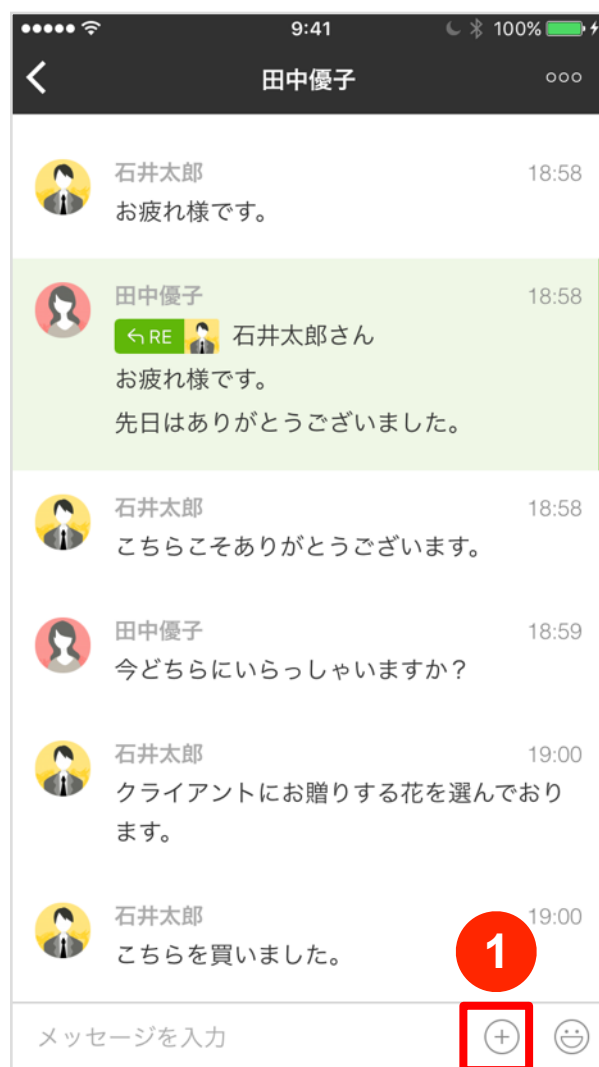 9:41 100%
田中優子
石井太郎 18:58
お疲れ様です。
田中優子 18:58
RE 石井太郎さん
お疲れ様です。
先日はありがとうございました。
石井太郎 18:58
こちらこそありがとうございます。
田中優子 18:59
今どちらにいらっしゃいますか？
石井太郎 19:00
クライアントにお贈りする花を選んでおり
ます。
石井太郎 19:00
こちらを買いました。
1
メッセージを入力